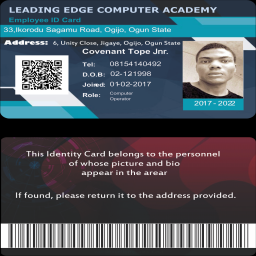 LEADING EDGE COMPUTER ACADEMY
Employee ID Card
33,Ikorodu Sagamu Road, Ogijo, Ogun State
Address: 6, Unity Close, Jigaye, Ogijo, Ogun State
Covenant Tope Jnr.
Tel: 08154140492
D.O.B: 02-121998
Joined: 01-02-2017
Role: Computer Operator
2017 - 2022
This Identity Card belongs to the personnel
of whose picture and bio
appear in and in
If found, please return it to the address provided.